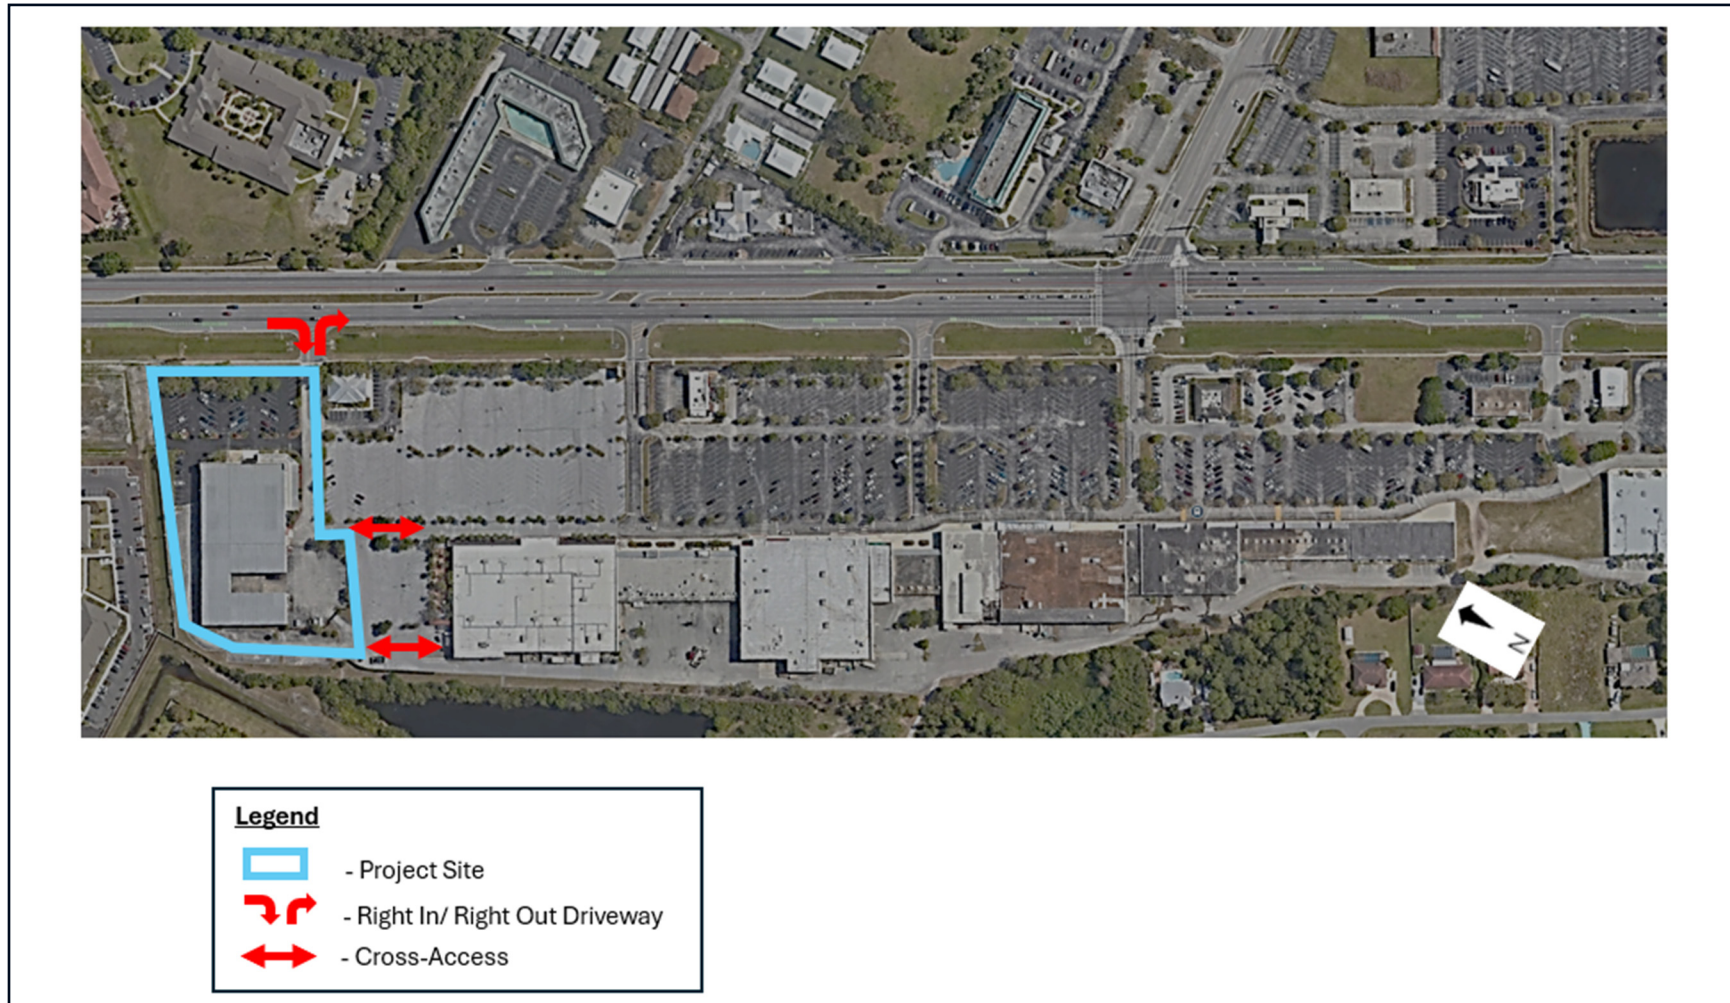 N
Legend
- Project Site
- Right In/ Right Out Driveway
- Cross-Access